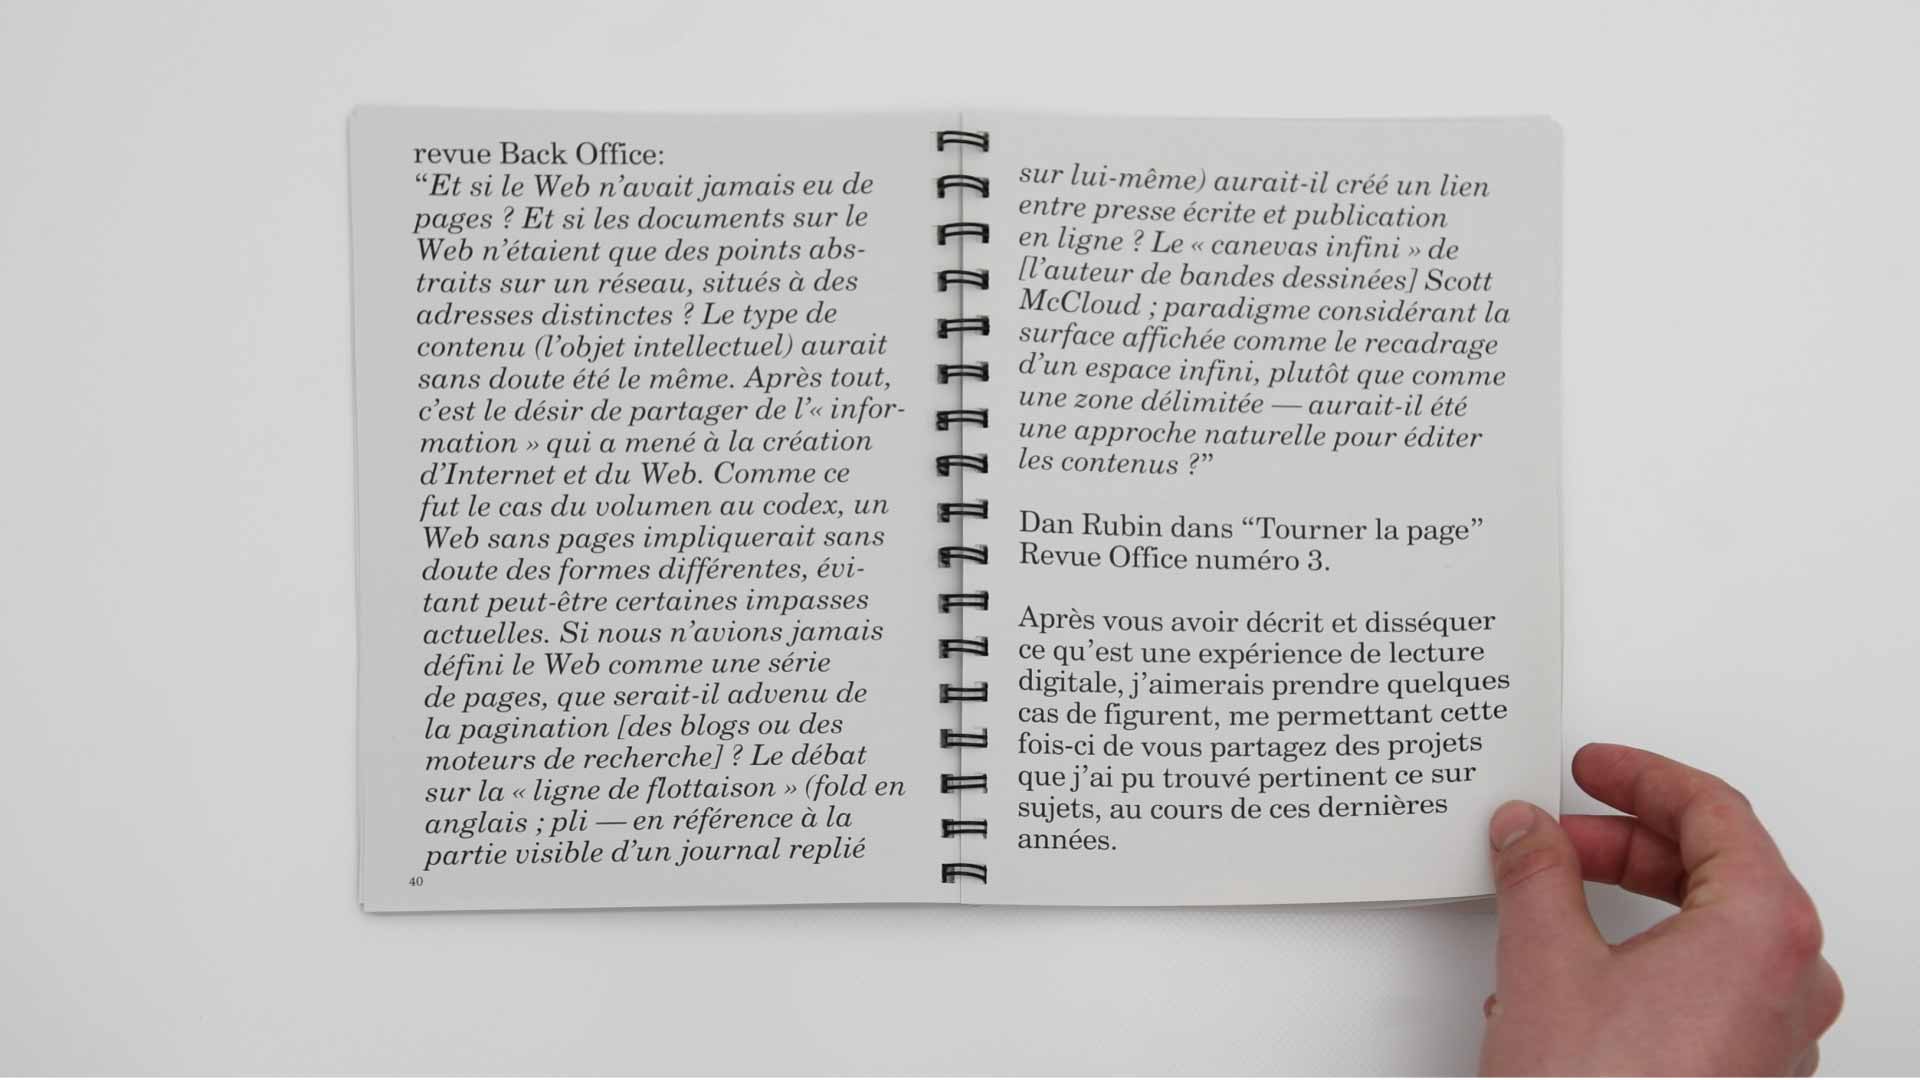 revue Back Office:
“Et si le Web n’avait jamais eu de
pages ? Et si les documents sur le
Web n’étaient que des points abs-
traits sur un réseau, situés à des
adresses distinctes ? Le type de
contenu (l’objet intellectuel) aurait
sans doute été le même. Après tout,
c’est le désir de partager de l’« infor-
mation » qui a mené à la création
d’Internet et du Web. Comme ce
fut le cas du volumen au codex, un
Web sans pages impliquerait sans
doute des formes différentes, évi-
tant peut-être certaines impasses
actuelles. Si nous n’avions jamais
défini le Web comme une série
de pages, que serait-il advenu de
la pagination [des blogs ou des
moteurs de recherche] ? Le débat
sur la « ligne de flottaison » (fold en
anglais ; pli — en référence à la
partie visible d’un journal replié
40
sur lui-même) aurait-il créé un lien
entre presse écrite et publication
en ligne ? Le « canevas infini » de
[l’auteur de bandes dessinées] Scott
McCloud ; paradigme considérant la
surface affichée comme le recadrage
d’un espace infini, plutôt que comme
une zone délimitée — aurait-il été
une approche naturelle pour éditer
les contenus ?”
Dan Rubin dans “Tourner la page”
Revue Office numéro 3.
Après vous avoir décrit et disséquer
ce qu’est une expérience de lecture
digitale, j’aimerais prendre quelques
cas de figurent, me permettant cette
fois-ci de vous partagez des projets
que j’ai pu trouvé pertinent ce sur
sujets, au cours de ces dernières
années.